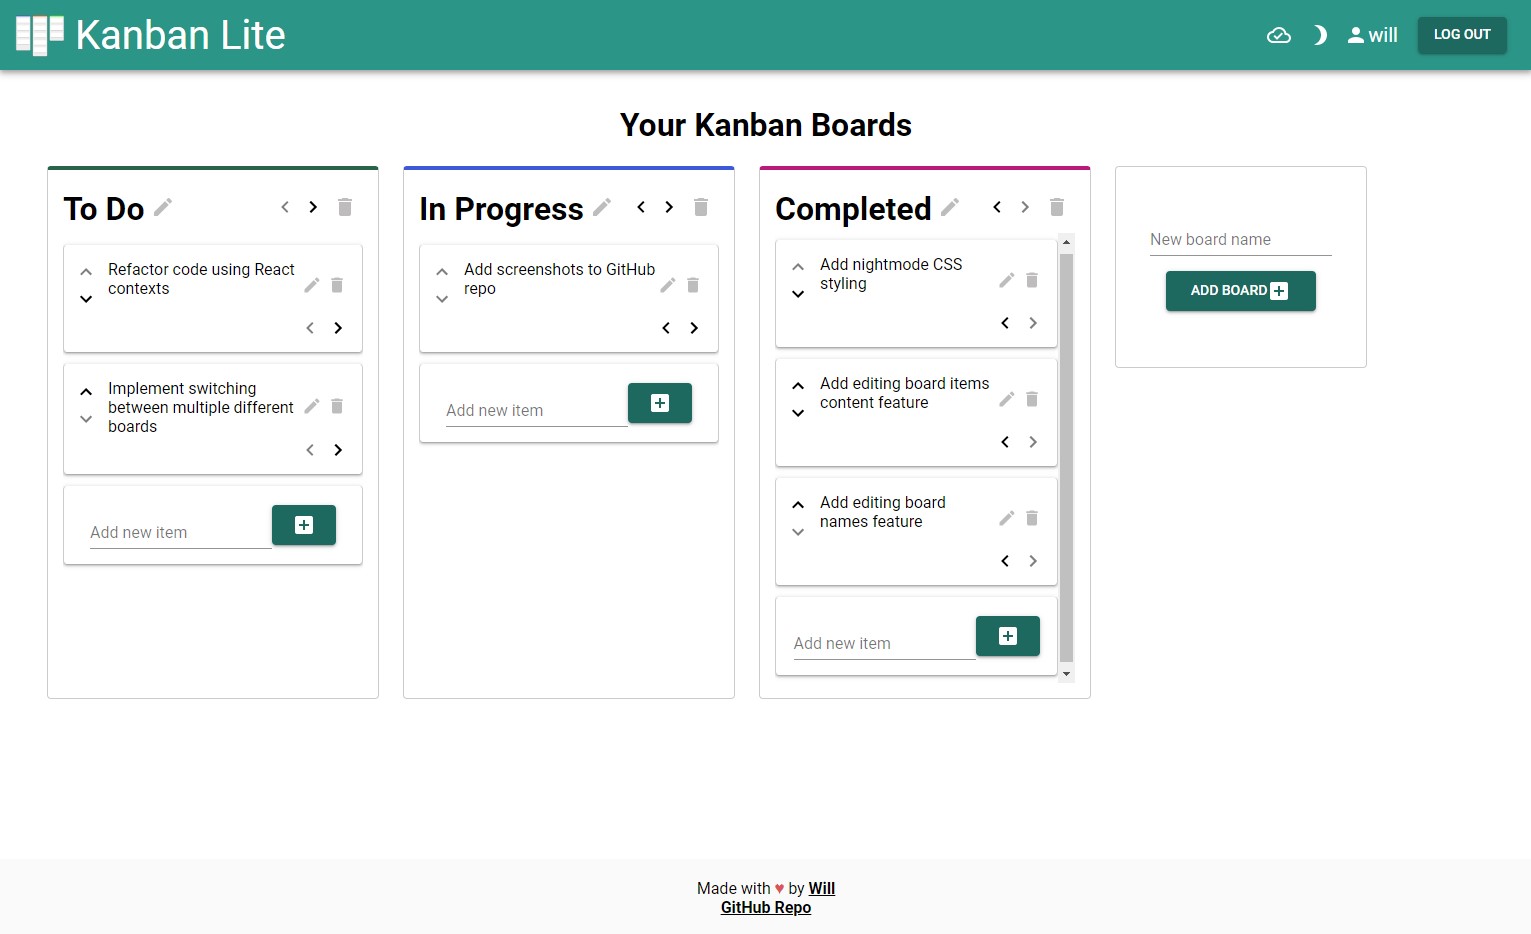 Kanban Lite
will
LOG OUT
Your Kanban Boards
To Do
Refactor code using React
contexts
Implement switching
between multiple different
boards
Add new item
In Progress
Add screenshots to GitHub
repo
Add new item
Completed
Add nightmode CSS
styling
Add editing board items
content feature
Add editing board
names feature
Add new item
New board name
ADD BOARD
Made with ♥ by Will
GitHub Repo